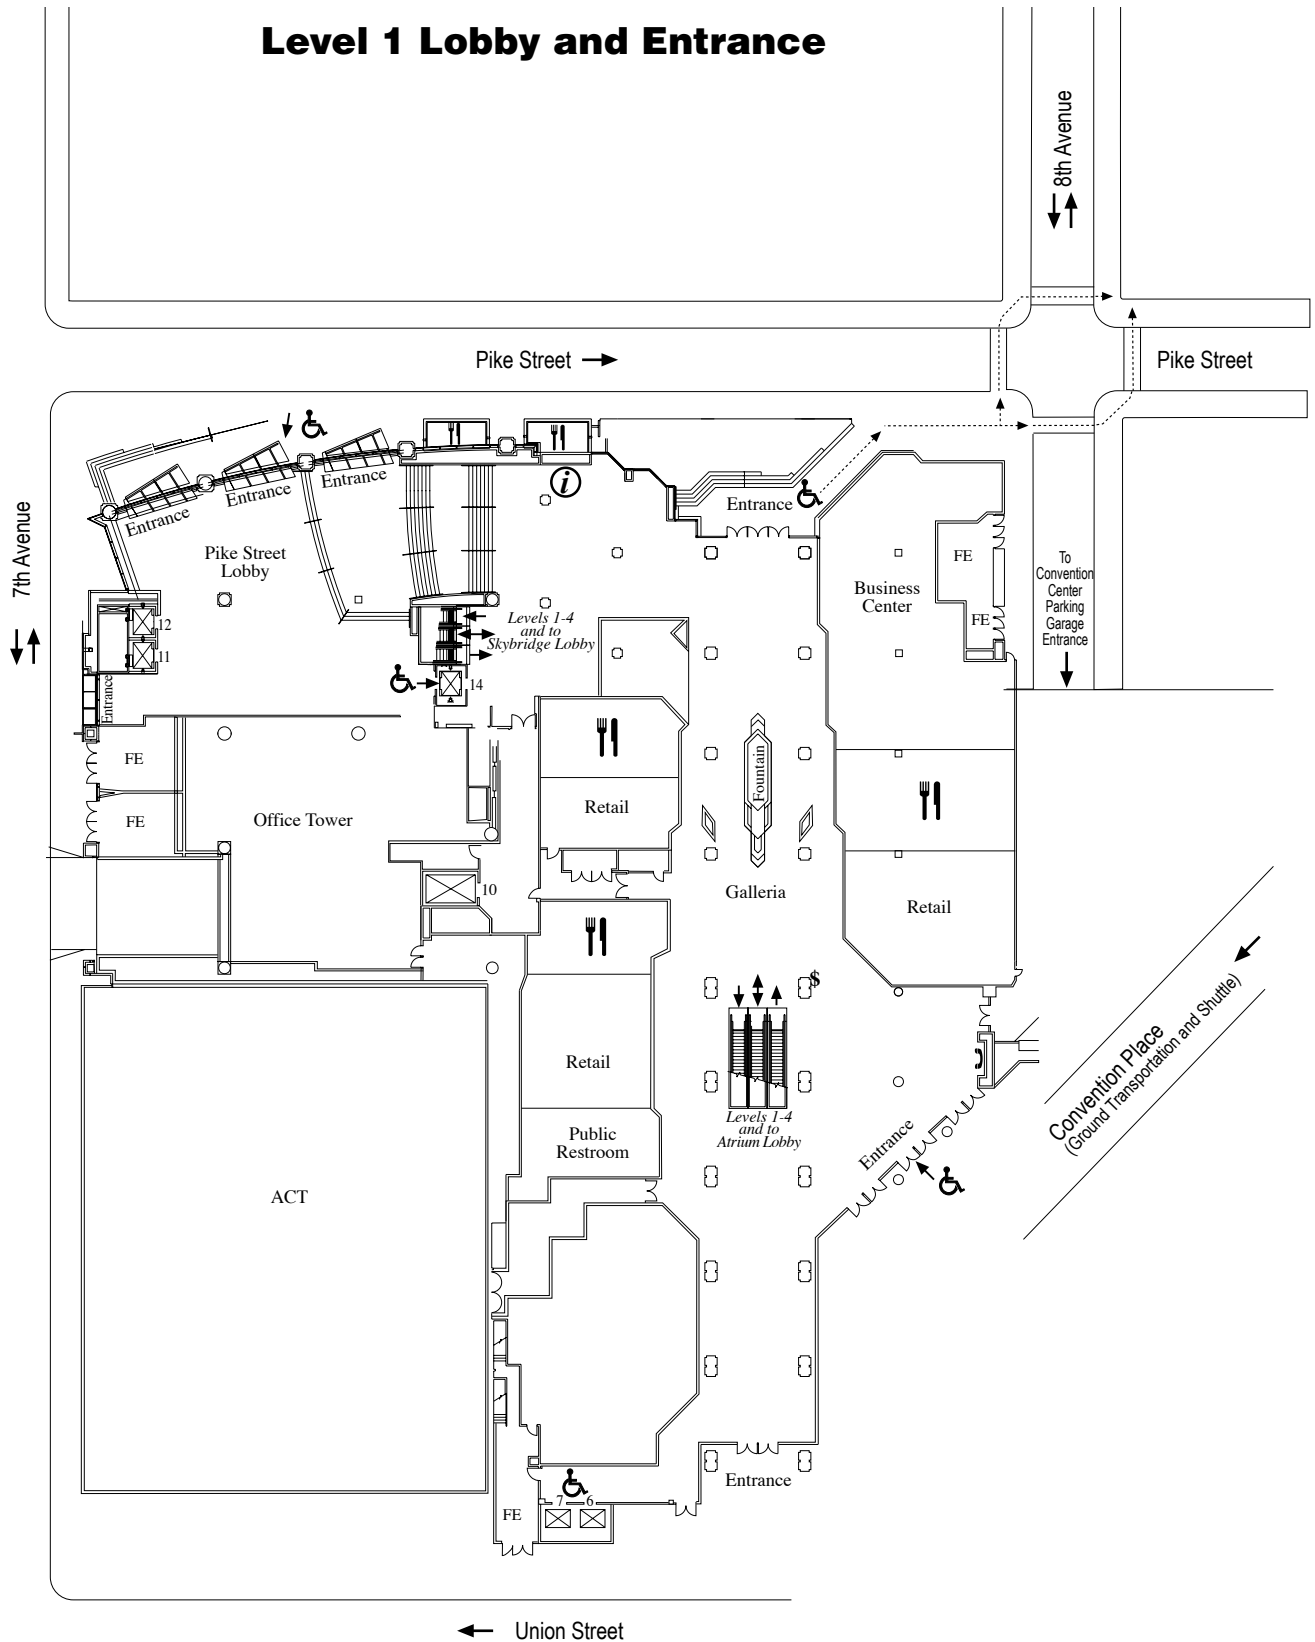 Level 1 Lobby and Entrance
8th Avenue
Pike Street
Pike Street
7th Avenue
Entrance
Entrance
Entrance
i
Entrance
Pike Street
Lobby
FE
Business
Center
FE
To
Convention
Center
Parking
Garage
Entrance
12
11
Levels 1-4
and to
Skybridge Lobby
14
Entrance
FE
FE
Office Tower
Retail
Fountain
10
Galleria
Retail
$
Convention Place
(Ground Transportation and Shuttle)
Retail
Levels 1-4
and to
Atrium Lobby
Public
Restroom
Entrance
ACT
Entrance
7
6
FE
Union Street